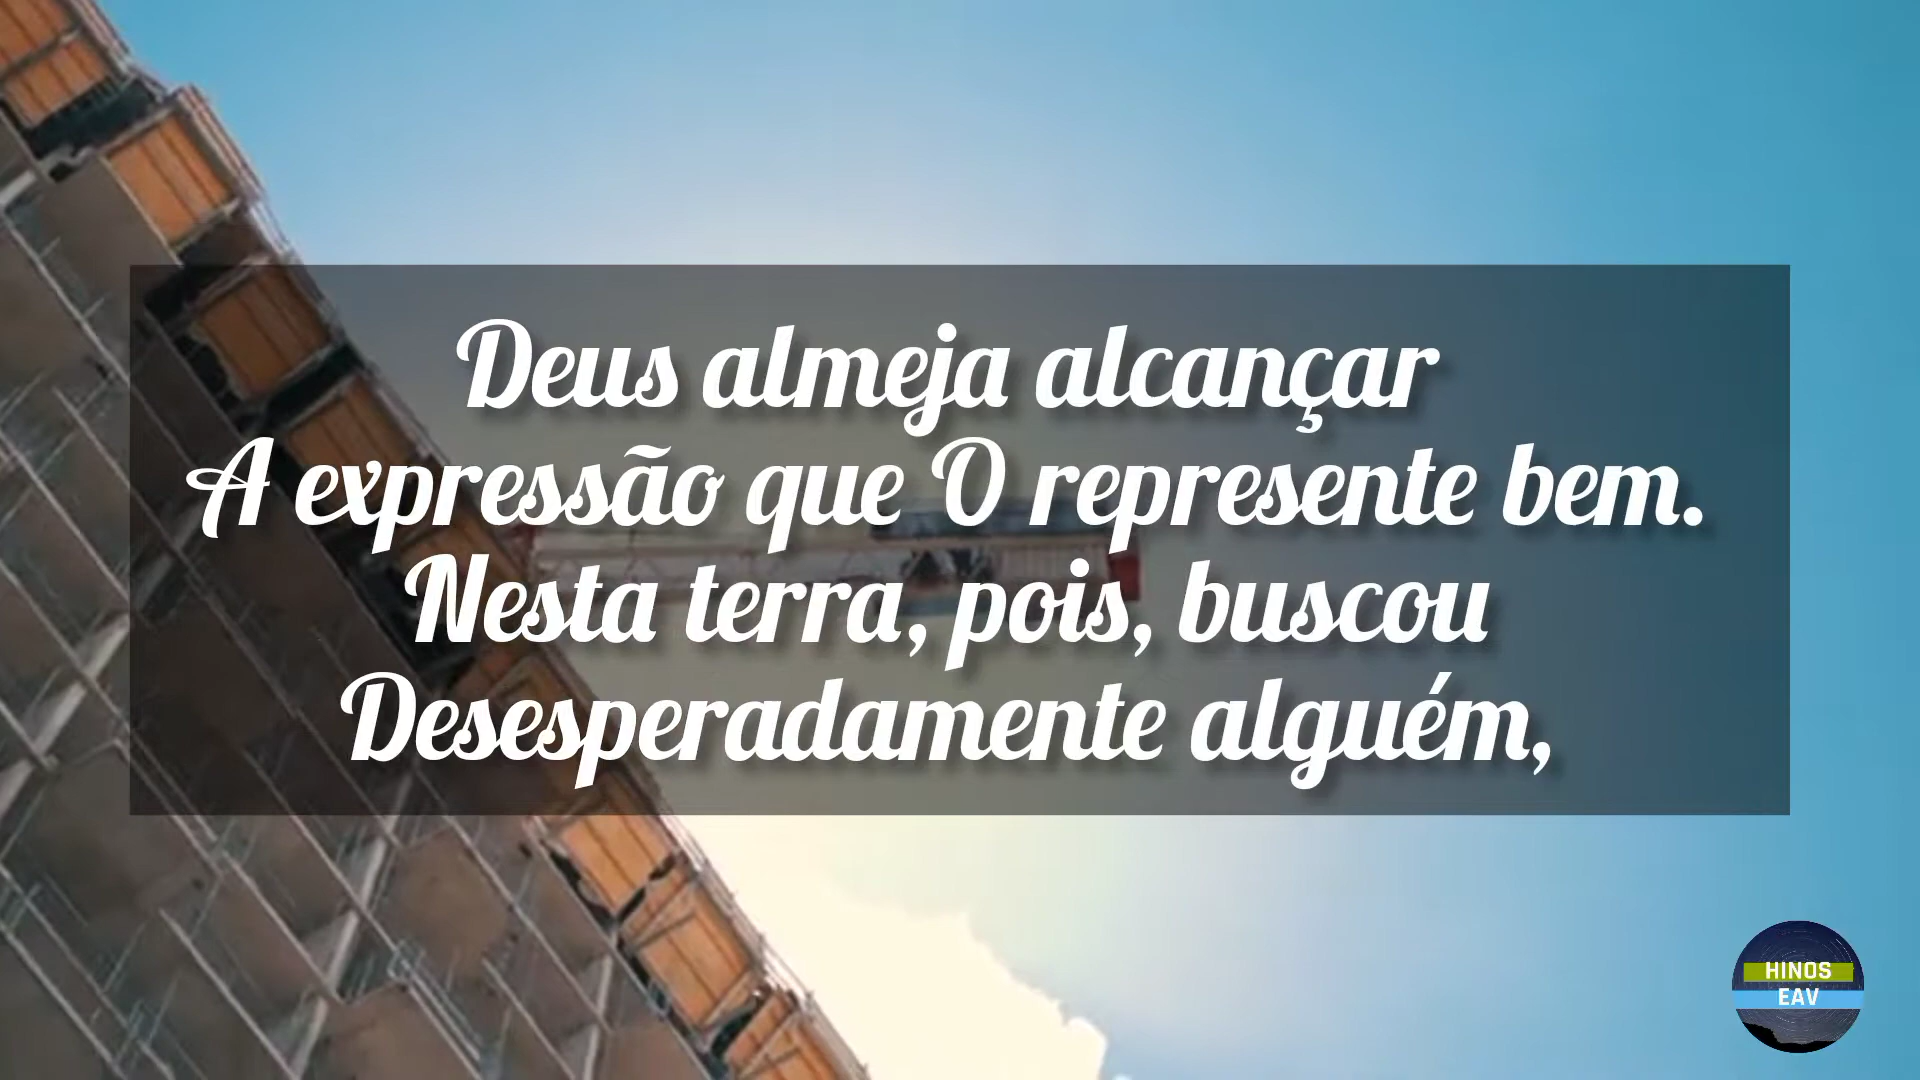 Deus almeja alcançar
A expressão que O represente bem.
Nesta terra, pois, buscou
Desesperadamente alguém,
HINOS
EAV